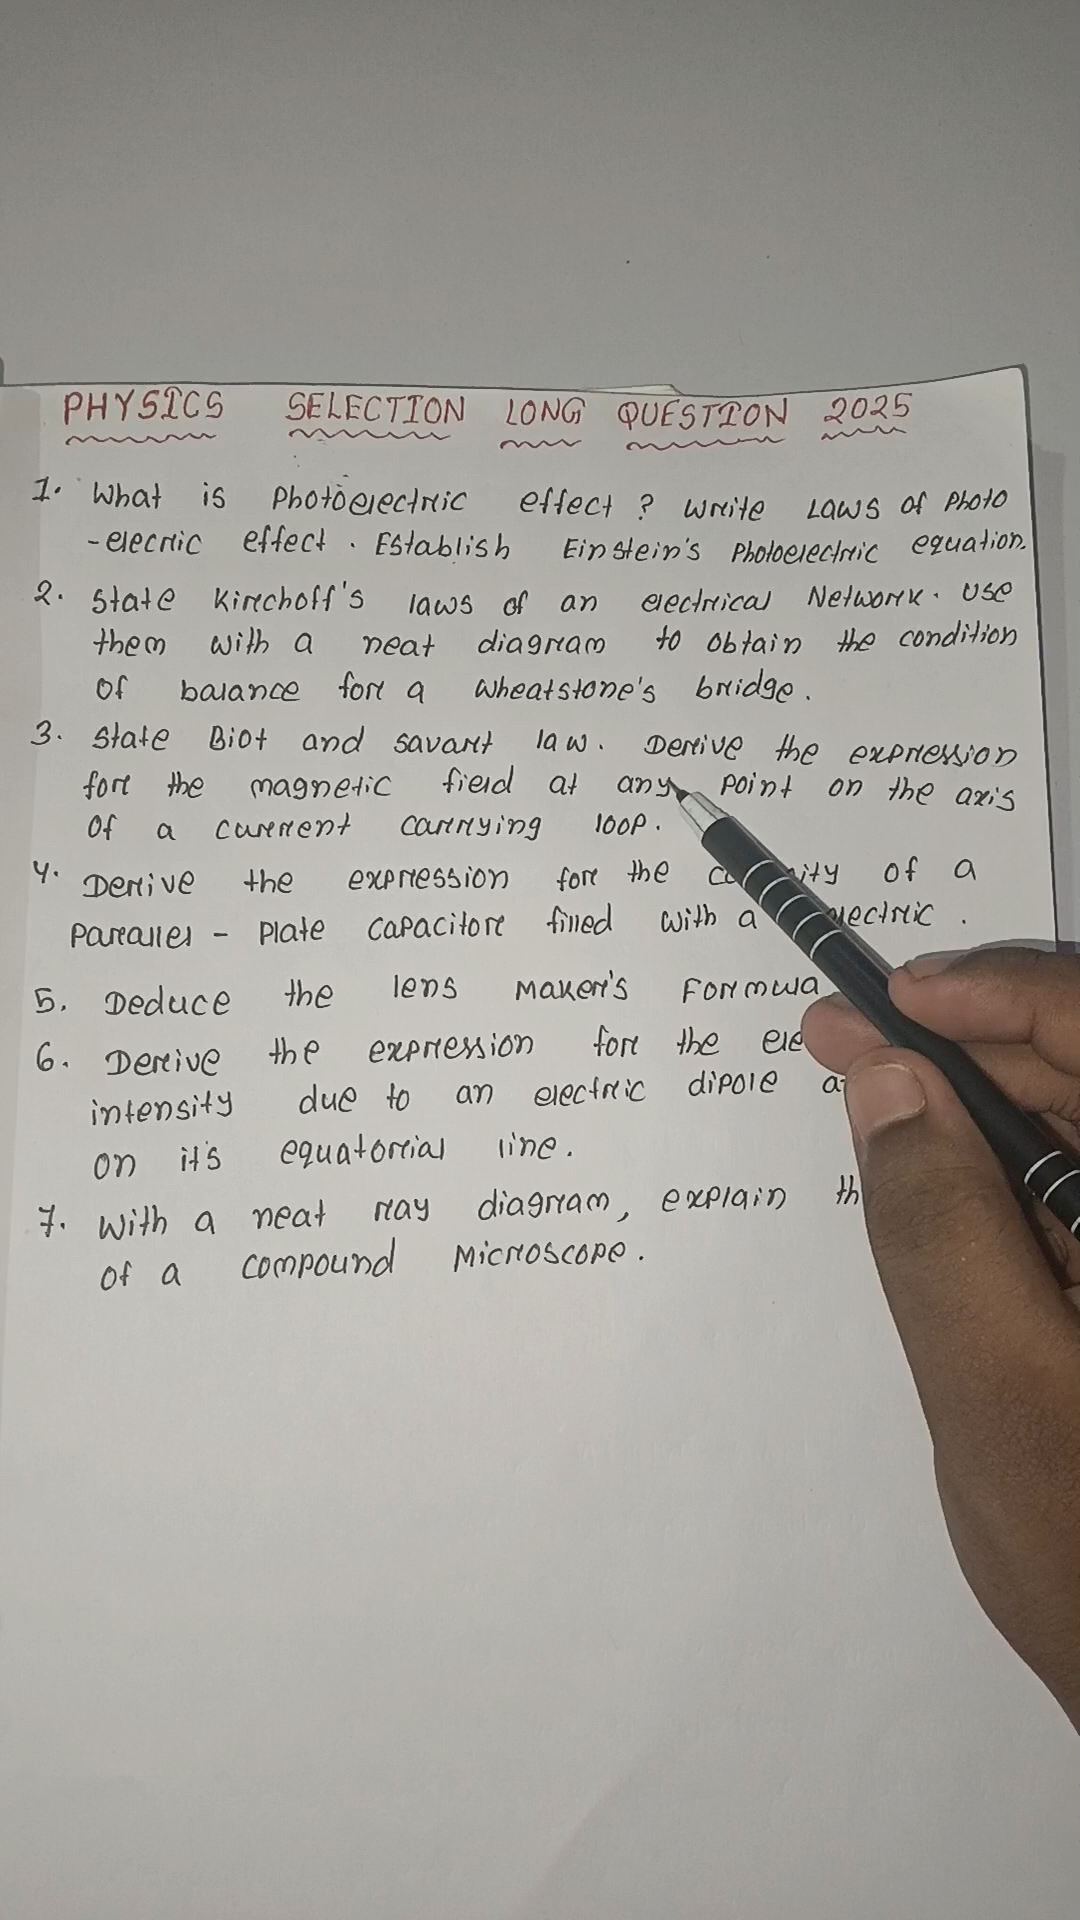 PHYSICS SELECTION LONG QUESTION 2025
1. What is Photoelectric effect? Write Laws of Photo
-elecric effect. Establish Einstein's Photoelectric equation.
2. State Kirchoff's laws of an electrical Network. Use
them with a neat diagram to obtain the condition
of balance for a Wheatstone's bridge.
3. State Biot and savart law. Derive the expression
for the magnetic field at any point on the axis
of a current carrying loop.
4. Derive the expression for the of a
Parallel - Plate capacitor filled with a
5. Deduce the lens Maker's Formula
6. Derive the expression for the
intensity due to an electric dipole
on it's equatorial line.
7. With a neat ray diagram, explain
of a compound Microscope.